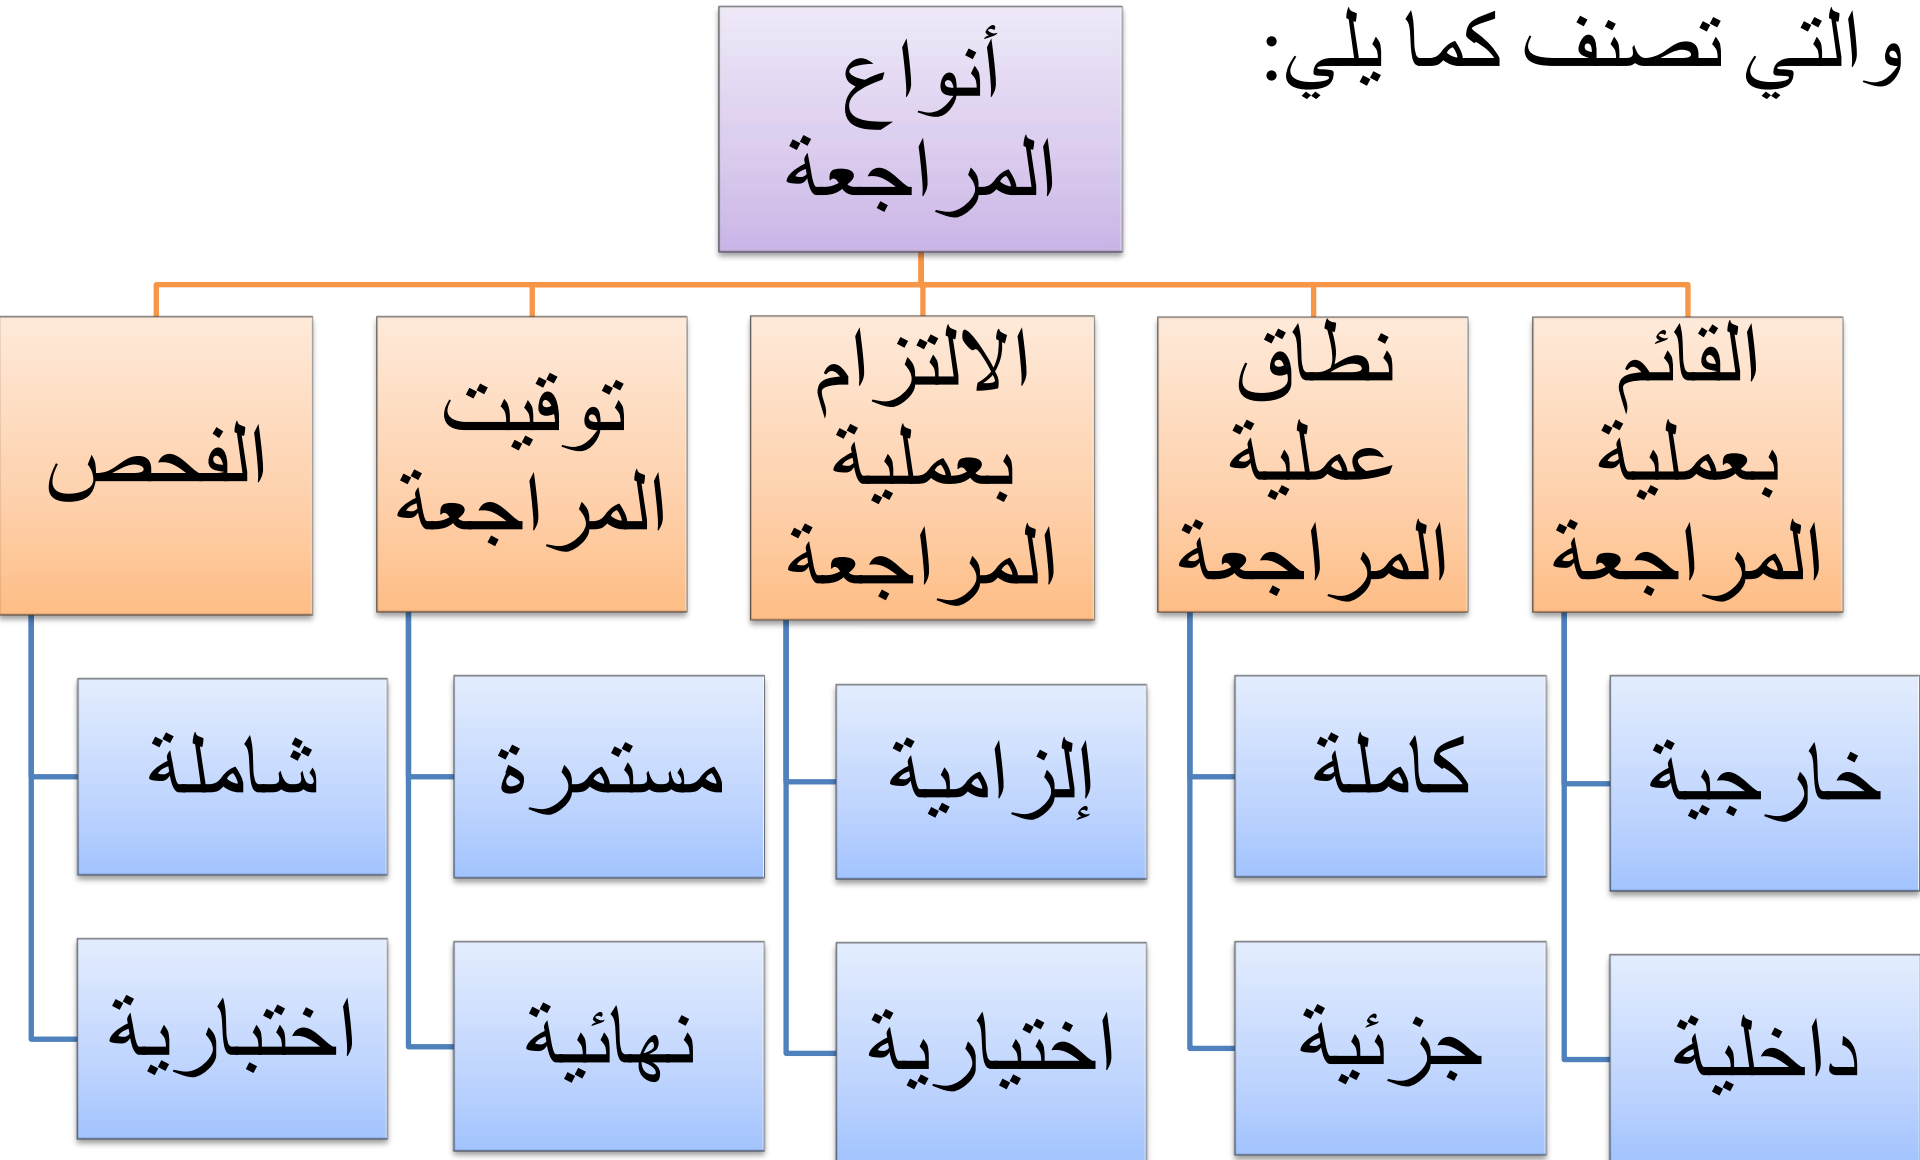 والتي تصنف كما يلي:
أنواع
المراجعة
القائم
بعملية
المراجعة
نطاق
عملية
المراجعة
الالتزام
بعملية
المراجعة
توقيت
المراجعة
الفحص
خارجية
كاملة
إلزامية
مستمرة
شاملة
داخلية
جزئية
اختيارية
نهائية
اختبارية